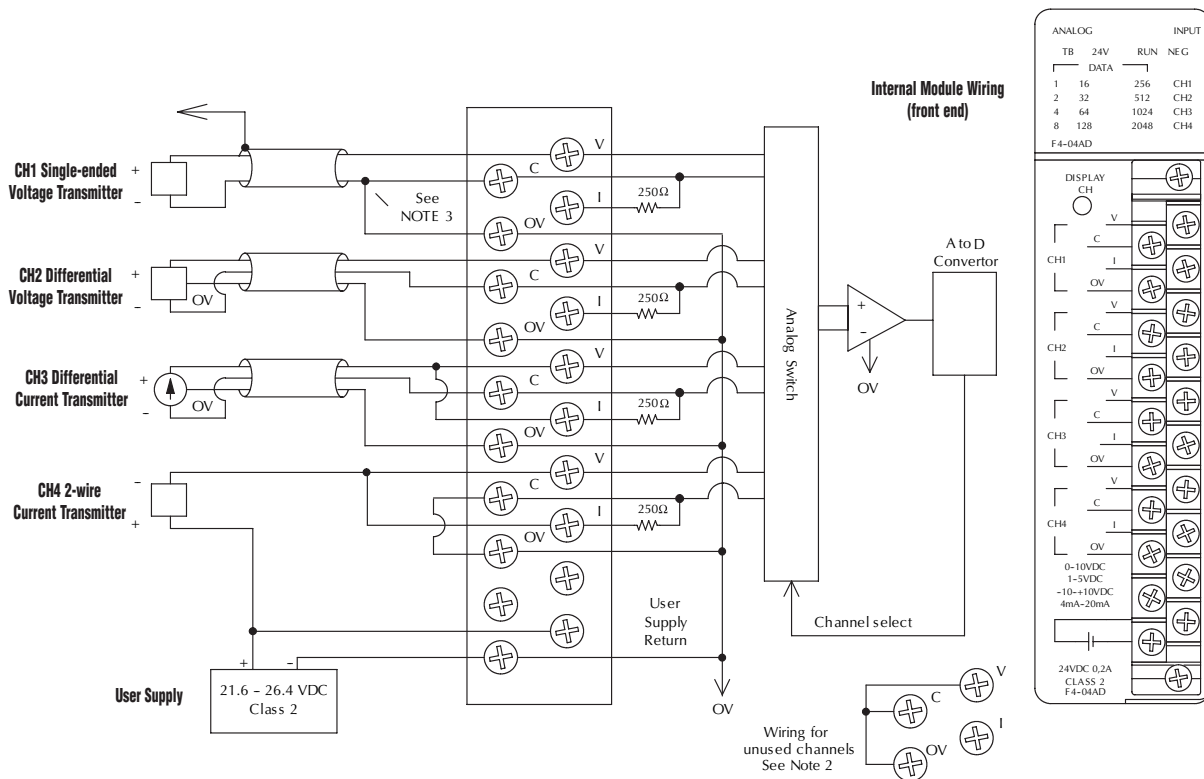 CH1 Single-ended
Voltage Transmitter
+
–
See
NOTE 3
CH2 Differential
Voltage Transmitter
+
–
OV
CH3 Differential
Current Transmitter
+
–
OV
CH4 2-wire
Current Transmitter
–
+
User Supply
+ –
21.6 – 26.4 VDC
Class 2
V
C
I
250Ω
OV
V
C
I
250Ω
OV
V
C
I
250Ω
OV
V
C
I
250Ω
OV
User
Supply
Return
OV
Internal Module Wiring
(front end)
Analog Switch
+
–
OV
A to D
Convertor
Channel select
Wiring for
unused channels
See Note 2
V
C
I
OV
ANALOG INPUT
TB 24V RUN NEG
DATA
1 16 256 CH1
2 32 512 CH2
4 64 1024 CH3
8 128 2048 CH4
F4-04AD
DISPLAY
CH
V
C
CH1
I
OV
V
C
CH2
I
OV
V
C
CH3
I
OV
V
C
CH4
I
OV
0–10VDC
1–5VDC
-10-+10VDC
4mA–20mA
24VDC 0,2A
CLASS 2
F4-04AD